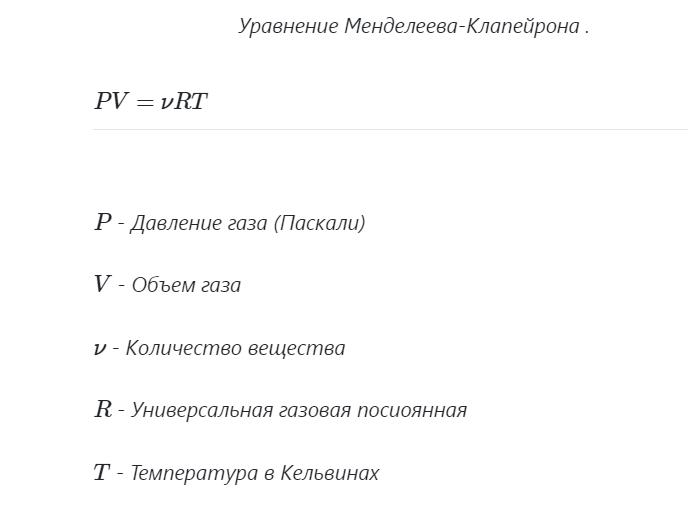 Уравнение Менделеева-Клапейрона .
PV = νRT
P - Давление газа (Паскали)
V - Объем газа
ν - Количество вещества
R - Универсальная газовая посиоянная
T - Температура в Кельвинах